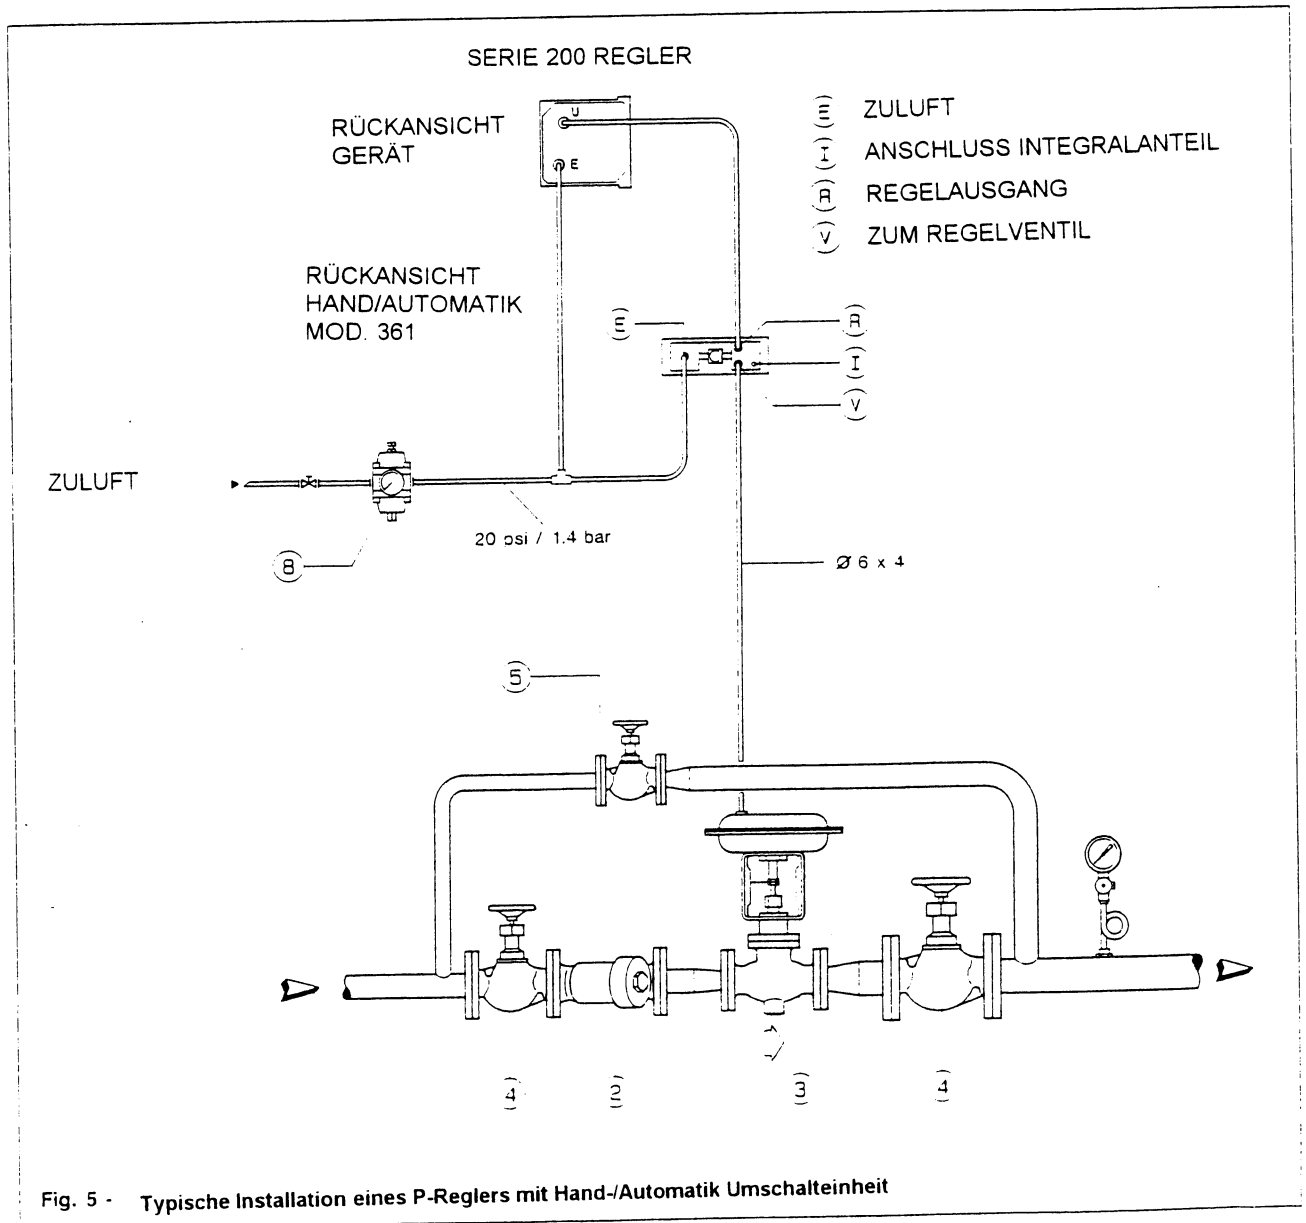 SERIE 200 REGLER
RÜCKANSICHT
GERÄT
U
E
E ZULUFT
I ANSCHLUSS INTEGRALANTEIL
R REGELAUSGANG
V ZUM REGELVENTIL
RÜCKANSICHT
HAND/AUTOMATIK
MOD. 361
E
R
I
V
ZULUFT
20 psi / 1.4 bar
8
Ø 6 x 4
5
4
2
3
4
Fig. 5 - Typische Installation eines P-Reglers mit Hand-/Automatik Umschalteinheit